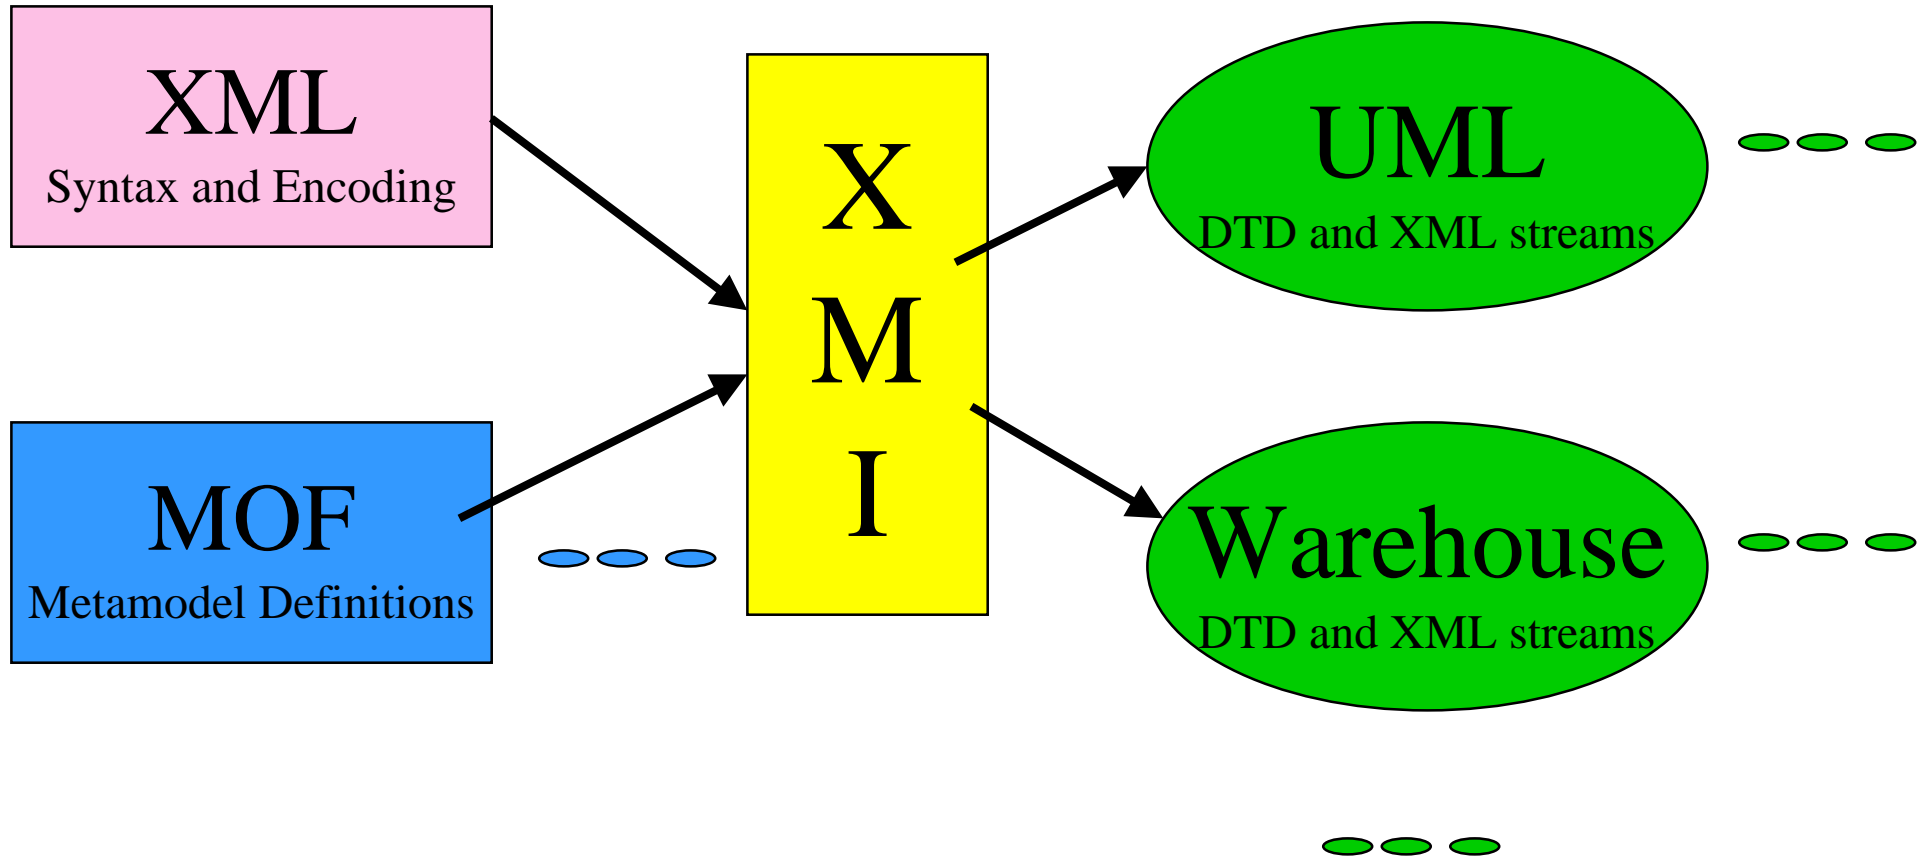 XML
Syntax and Encoding
MOF
Metamodel Definitions
X
M
I
UML
DTD and XML streams
Warehouse
DTD and XML streams